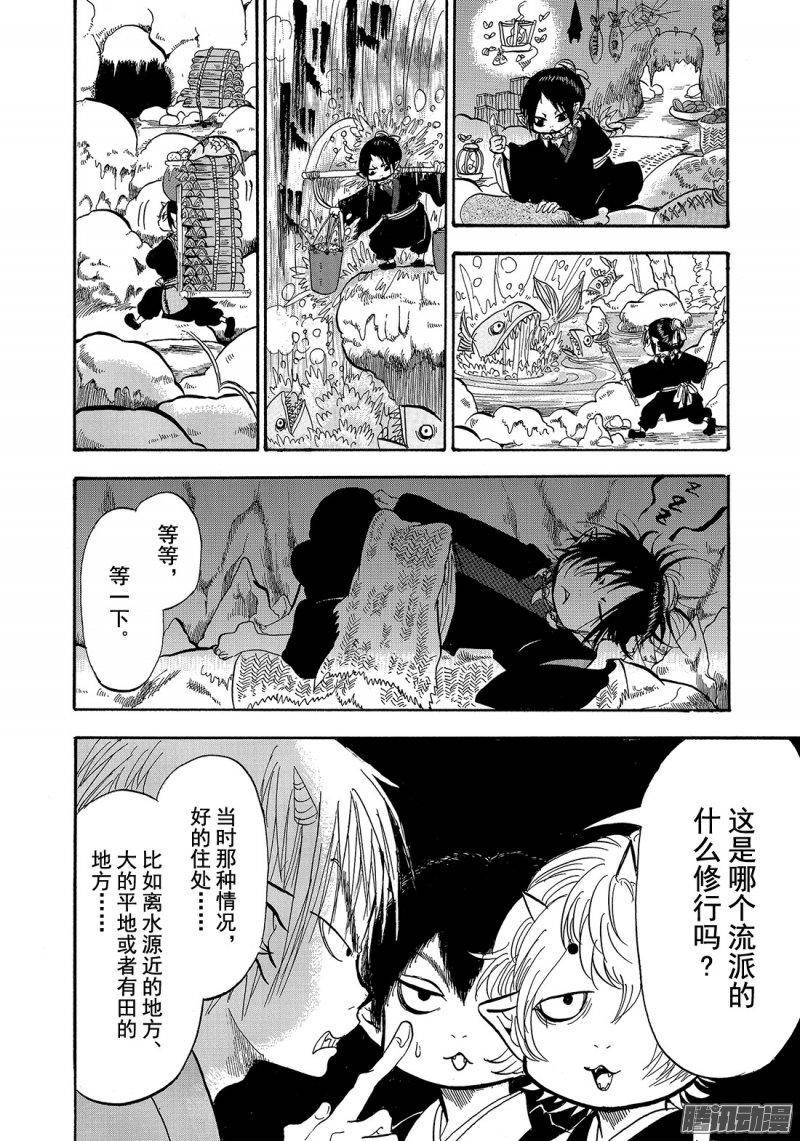 等等，
等一下。
这是哪个流派的
什么修行吗？
当时那种情况，
好的住处……
比如离水源近的地方、
大的平地或者有田的
地方……
腾讯动漫